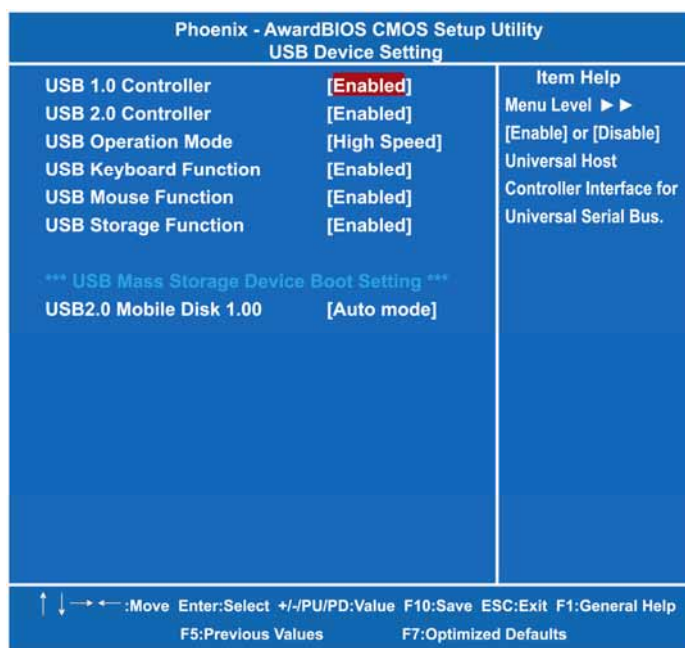 Phoenix - AwardBIOS CMOS Setup Utility
USB Device Setting
USB 1.0 Controller [Enabled]
USB 2.0 Controller [Enabled]
USB Operation Mode [High Speed]
USB Keyboard Function [Enabled]
USB Mouse Function [Enabled]
USB Storage Function [Enabled]
*** USB Mass Storage Device Boot Setting ***
USB2.0 Mobile Disk 1.00 [Auto mode]
Item Help
Menu Level ►►
[Enable] or [Disable]
Universal Host
Controller Interface for
Universal Serial Bus.
↑ ↓ → ← :Move Enter:Select +/-/PU/PD:Value F10:Save ESC:Exit F1:General Help
F5:Previous Values F7:Optimized Defaults